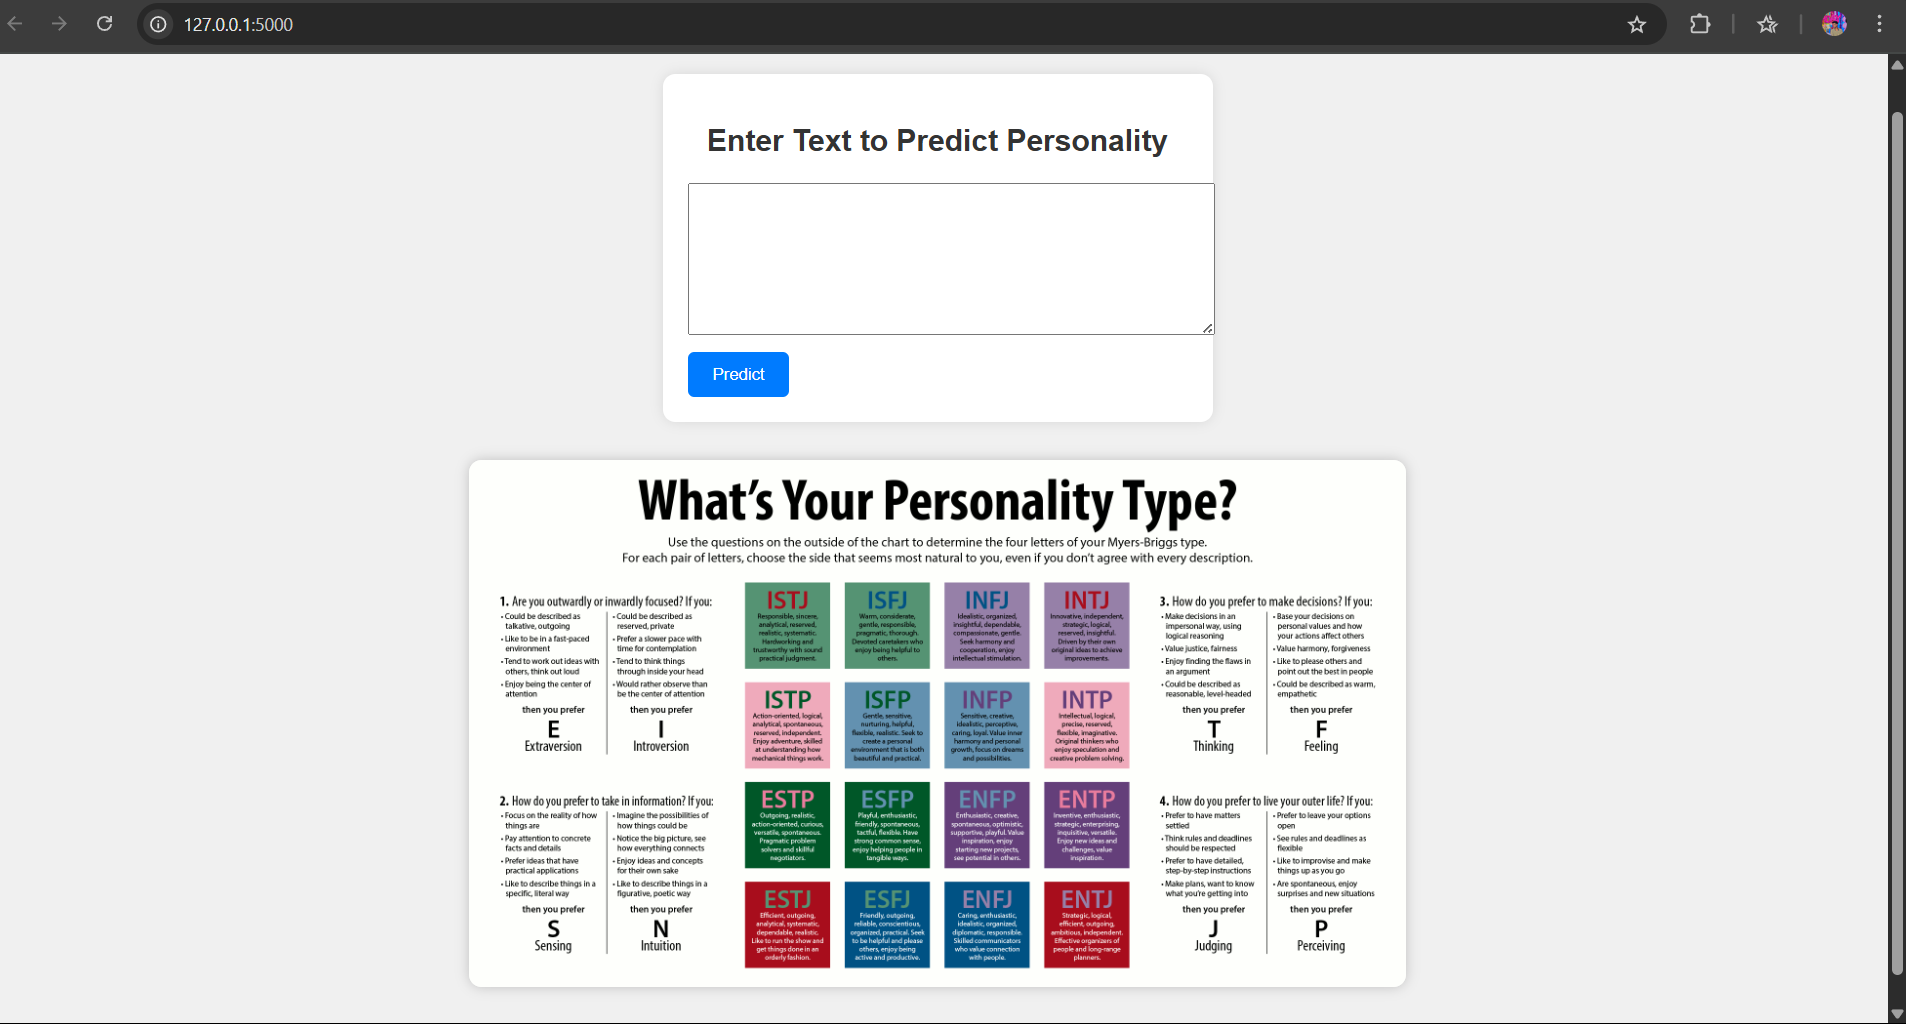 127.0.0.1:5000
Enter Text to Predict Personality
Predict
What's Your Personality Type?
Use the questions on the outside of the chart to determine the four letters of your Myers-Briggs type.
For each pair of letters, choose the side that seems most natural to you, even if you don't agree with every description.
1. Are you outwardly or inwardly focused? If you:
• Could be described as
talkative, outgoing
• Like to be in a fast-paced
environment
• Tend to work out ideas with
others, think out loud
• Enjoy being the center of
attention
then you prefer
E
Extraversion
• Could be described as
reserved, private
• Prefer a slower pace with
time for contemplation
• Tend to think things
through inside your head
• Would rather observe than
be the center of attention
then you prefer
I
Introversion
2. How do you prefer to take in information? If you:
• Focus on the reality of how
things are
• Pay attention to concrete
facts and details
• Prefer ideas that have
practical applications
• Like to describe things in a
specific, literal way
then you prefer
S
Sensing
• Imagine the possibilities of
how things could be
• Notice the big picture, see
how everything connects
• Enjoy ideas and concepts
for their own sake
• Like to describe things in a
figurative, poetic way
then you prefer
N
Intuition
ISTJ
Responsible, sincere,
analytical, reserved,
realistic, systematic.
Hardworking and
trustworthy with sound
practical judgment.
ISFJ
Warm, considerate,
gentle, responsible,
pragmatic, thorough.
Devoted caretakers who
enjoy being helpful to
others.
INFJ
Idealistic, organized,
insightful, dependable,
compassionate, gentle.
Seek harmony and
cooperation, enjoy
intellectual stimulation.
INTJ
Innovative, independent,
strategic, logical,
reserved, insightful.
Driven by their own
original ideas to achieve
improvements.
ISTP
Action-oriented, logical,
analytical, spontaneous,
reserved, independent.
Enjoy adventure, skilled
at understanding how
mechanical things work.
ISFP
Gentle, sensitive,
nurturing, helpful,
flexible, realistic. Seek to
create a personal
environment that is both
beautiful and practical.
INFP
Sensitive, creative,
idealistic, perceptive,
caring, loyal. Value inner
harmony and personal
growth, focus on dreams
and possibilities.
INTP
Intellectual, logical,
precise, reserved,
flexible, imaginative.
Original thinkers who
enjoy speculation and
creative problem solving.
ESTP
Outgoing, realistic,
action-oriented, curious,
versatile, spontaneous.
Pragmatic problem
solvers and skillful
negotiators.
ESFP
Playful, enthusiastic,
friendly, spontaneous,
tactful, flexible. Have
strong common sense,
enjoy helping people in
tangible ways.
ENFP
Enthusiastic, creative,
spontaneous, optimistic,
supportive, playful. Value
inspiration, enjoy
starting new projects,
see potential in others.
ENTP
Inventive, enthusiastic,
strategic, enterprising,
inquisitive, versatile.
Enjoy new ideas and
challenges, value
inspiration.
ESTJ
Efficient, outgoing,
analytical, systematic,
dependable, realistic.
Like to run the show and
get things done in an
orderly fashion.
ESFJ
Friendly, outgoing,
reliable, conscientious,
organized, practical. Seek
to be helpful and please
others, enjoy being
active and productive.
ENFJ
Caring, enthusiastic,
idealistic, organized,
diplomatic, responsible.
Skilled communicators
who value connection
with people.
ENTJ
Strategic, logical,
efficient, outgoing,
ambitious, independent.
Effective organizers of
people and long-range
planners.
3. How do you prefer to make decisions? If you:
• Make decisions in an
impersonal way, using
logical reasoning
• Value justice, fairness
• Enjoy finding the flaws in
an argument
• Could be described as
reasonable, level-headed
then you prefer
T
Thinking
• Base your decisions on
personal values and how
your actions affect others
• Value harmony, forgiveness
• Like to please others and
point out the best in people
• Could be described as warm,
empathetic
then you prefer
F
Feeling
4. How do you prefer to live your outer life? If you:
• Prefer to have matters
settled
• Think rules and deadlines
should be respected
• Prefer to have detailed,
step-by-step instructions
• Make plans, want to know
what you're getting into
then you prefer
J
Judging
• Prefer to leave your options
open
• See rules and deadlines as
flexible
• Like to improvise and make
things up as you go
• Are spontaneous, enjoy
surprises and new situations
then you prefer
P
Perceiving